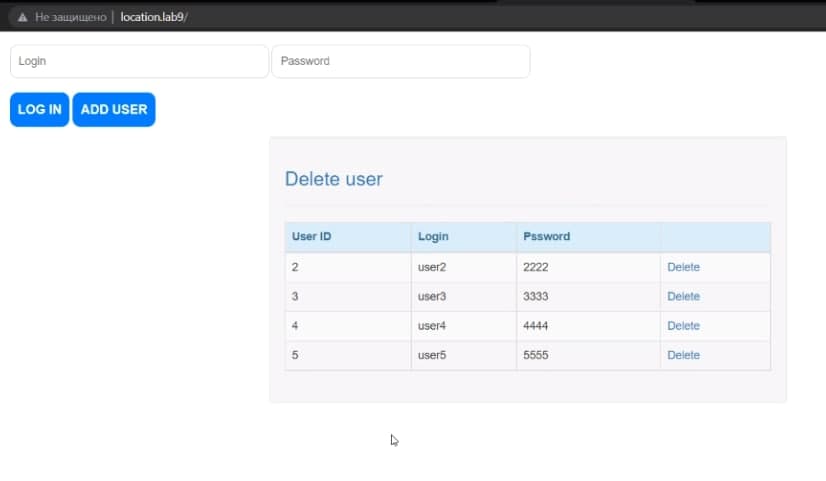 Не защищено | location.lab9/
Login Password
LOG IN ADD USER
Delete user
User ID Login Pssword
2 user2 2222 Delete
3 user3 3333 Delete
4 user4 4444 Delete
5 user5 5555 Delete